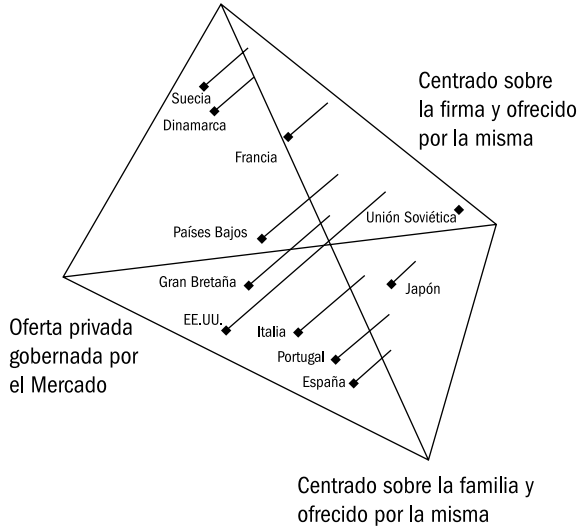 Centrado sobre
la firma y ofrecido
por la misma
Suecia
Dinamarca
Francia
Unión Soviética
Países Bajos
Gran Bretaña
Japón
EE.UU.
Italia
Portugal
España
Oferta privada
gobernada por
el Mercado
Centrado sobre la familia y
ofrecido por la misma